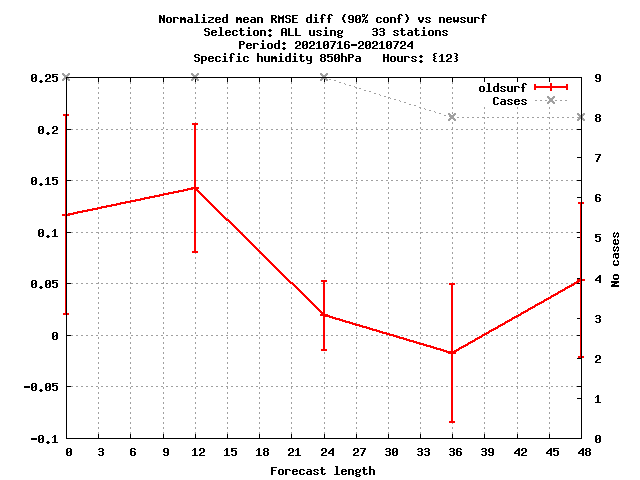 Normalized mean RMSE diff (90% conf) vs newsurf
Selection: ALL using    33 stations
Period: 20210716-20210724
Specific humidity 850hPa   Hours: {12}
oldsurf
Cases
0.25
0.2
0.15
0.1
0.05
0
-0.05
-0.1
9
8
7
6
5
4
3
2
1
0
No cases
0 3 6 9 12 15 18 21 24 27 30 33 36 39 42 45 48
Forecast length